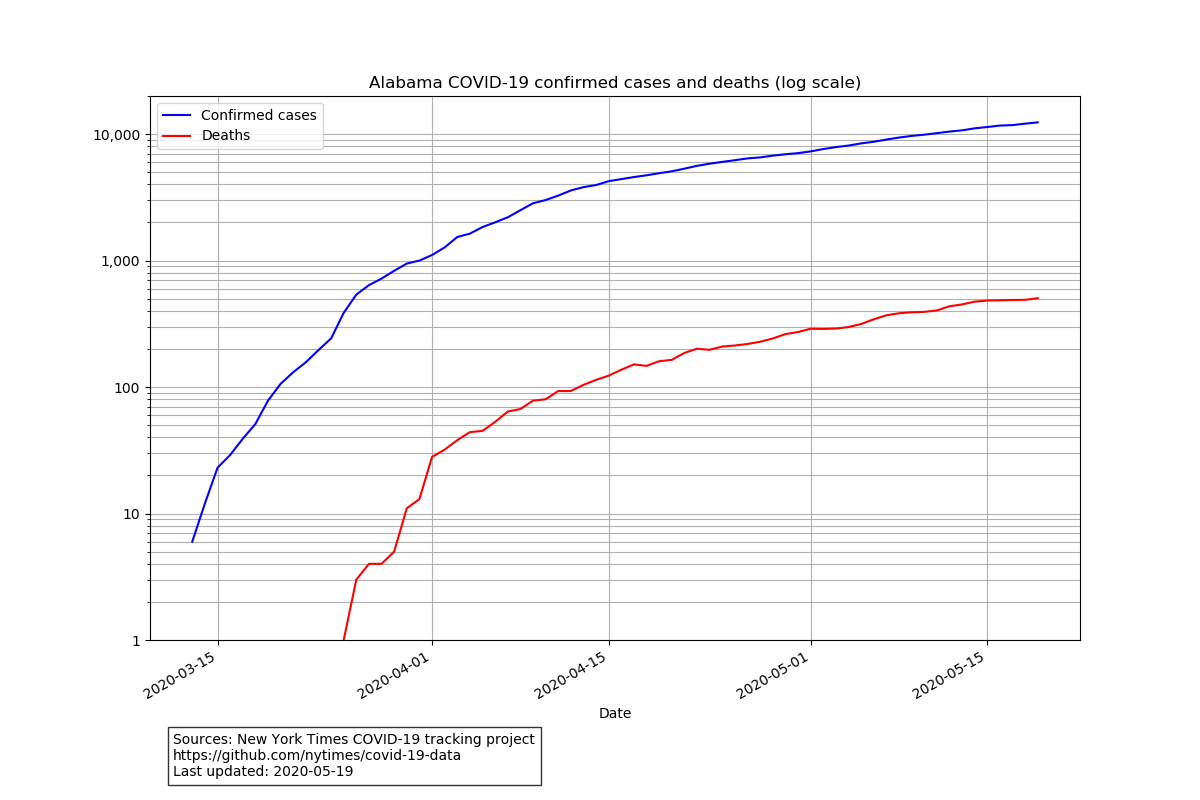 Alabama COVID-19 confirmed cases and deaths (log scale)
Confirmed cases
Deaths
10,000
1,000
100
10
1
2020-03-15
2020-04-01
2020-04-15
2020-05-01
2020-05-15
Date
Sources: New York Times COVID-19 tracking project
https://github.com/nytimes/covid-19-data
Last updated: 2020-05-19